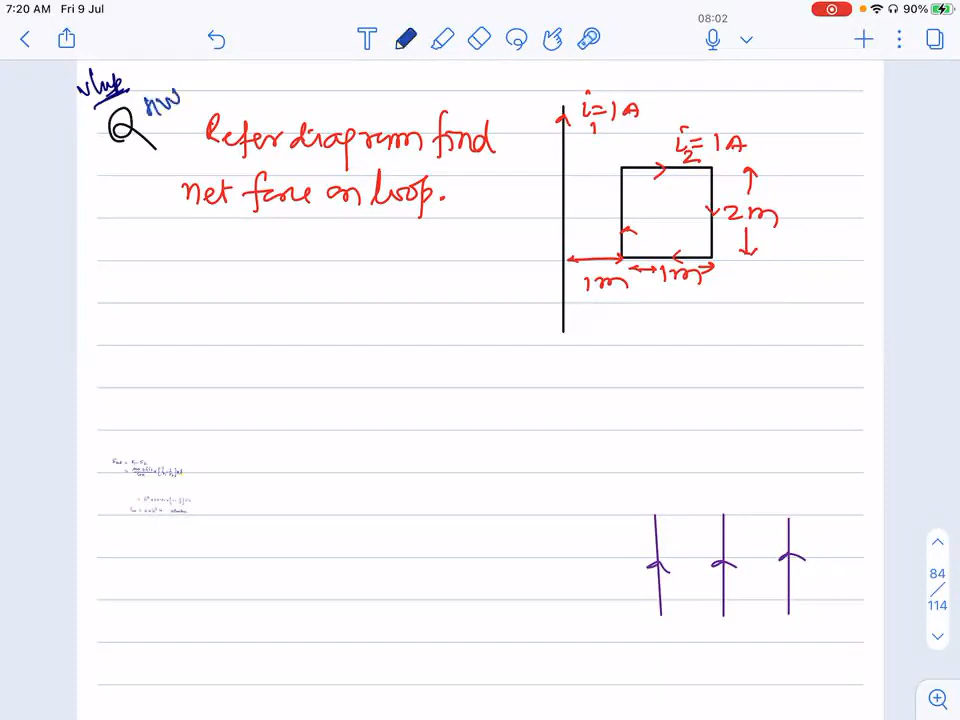 7:20 AM Fri 9 Jul
90%
08:02
T
HW
Q
Refer diagram find
net force on loop.
i₁=1A
i₂=1A
2m
1m
1m
84
114